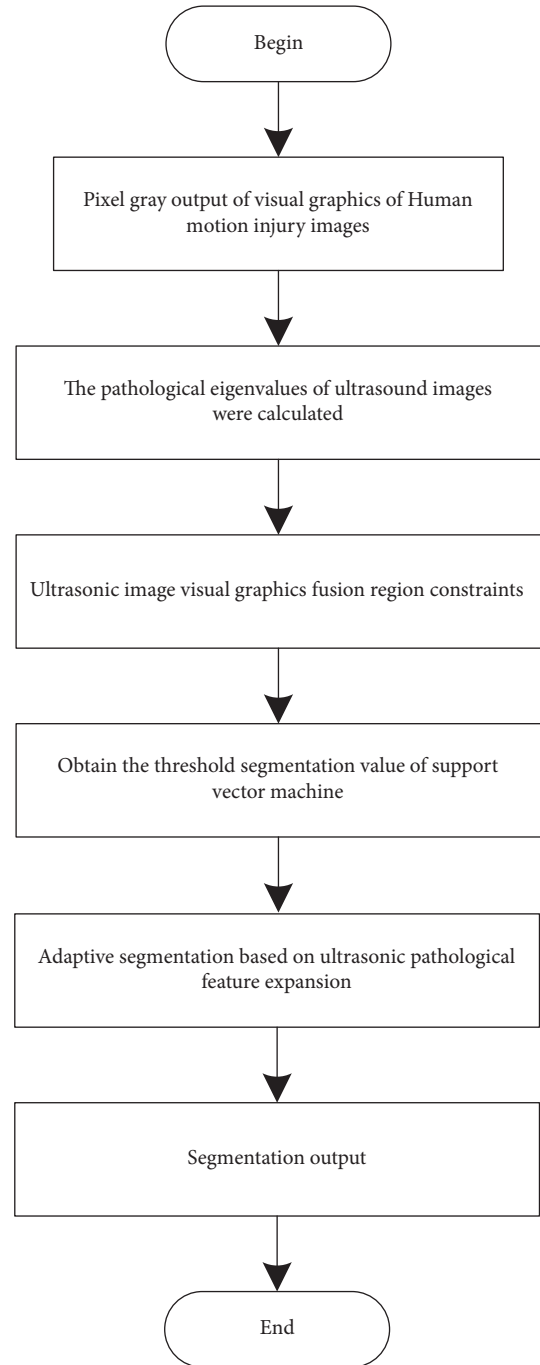 Begin
Pixel gray output of visual graphics of Human
motion injury images
The pathological eigenvalues of ultrasound images
were calculated
Ultrasonic image visual graphics fusion region constraints
Obtain the threshold segmentation value of support
vector machine
Adaptive segmentation based on ultrasonic pathological
feature expansion
Segmentation output
End